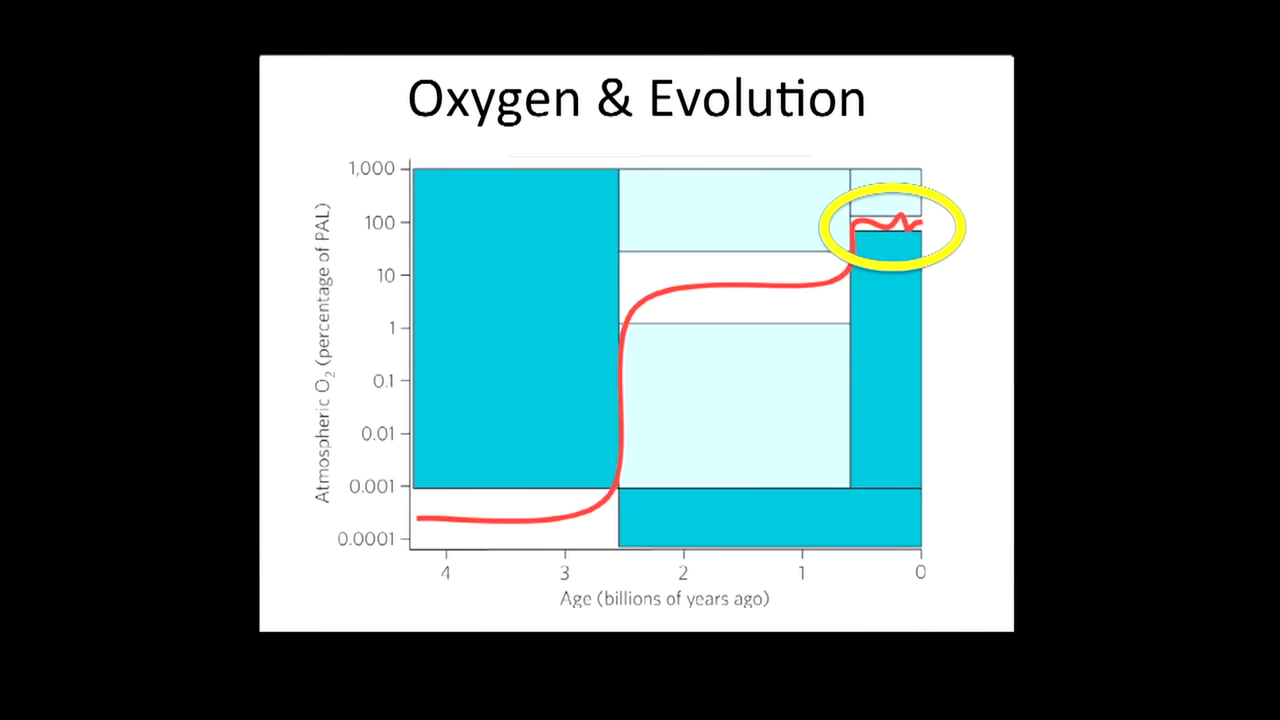 Oxygen & Evolution
1,000
100
10
1
0.1
0.01
0.001
0.0001
Atmospheric O₂ (percentage of PAL)
4 3 2 1 0
Age (billions of years ago)